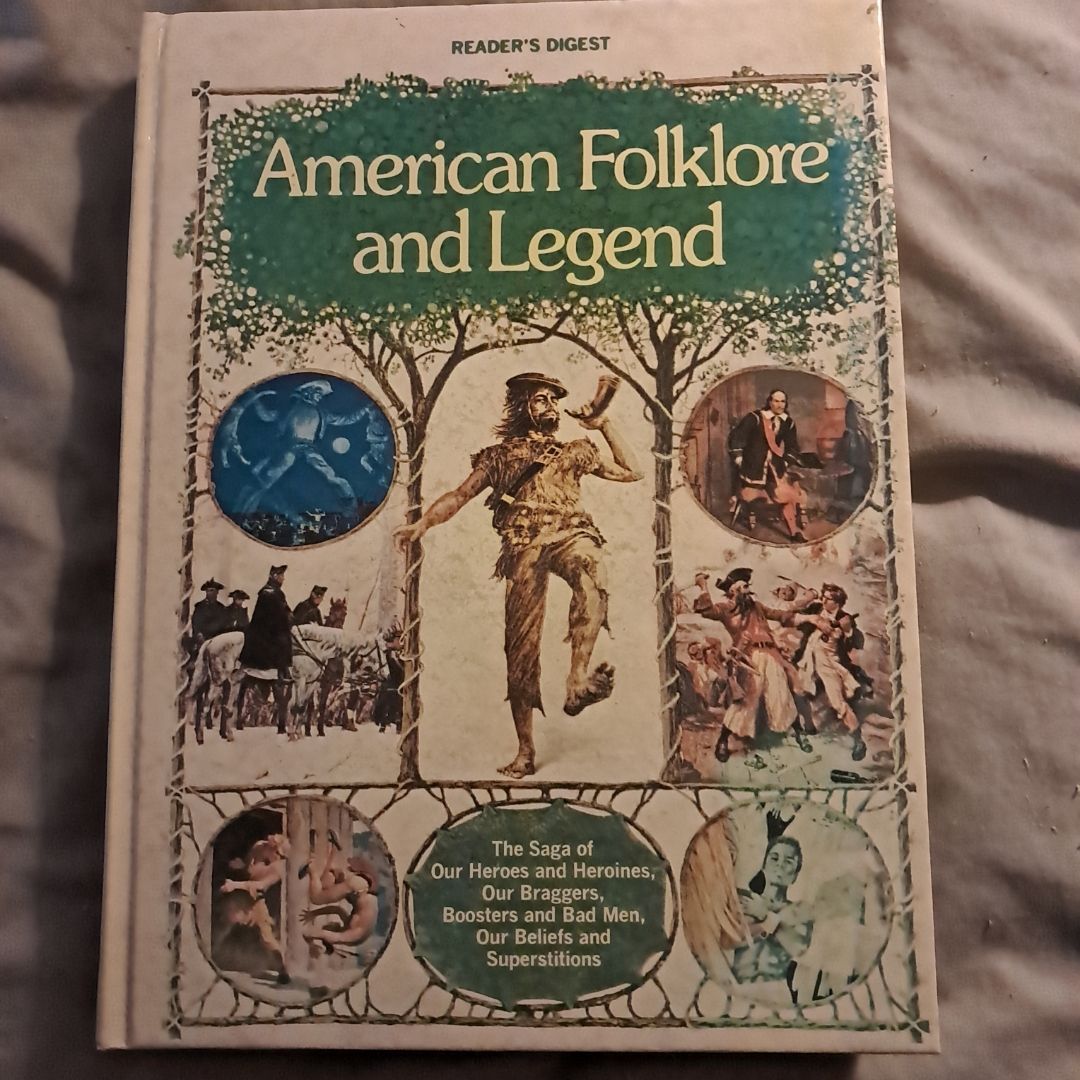 READER'S DIGEST
American Folklore
and Legend
The Saga of
Our Heroes and Heroines,
Our Braggers,
Boosters and Bad Men,
Our Beliefs and
Superstitions